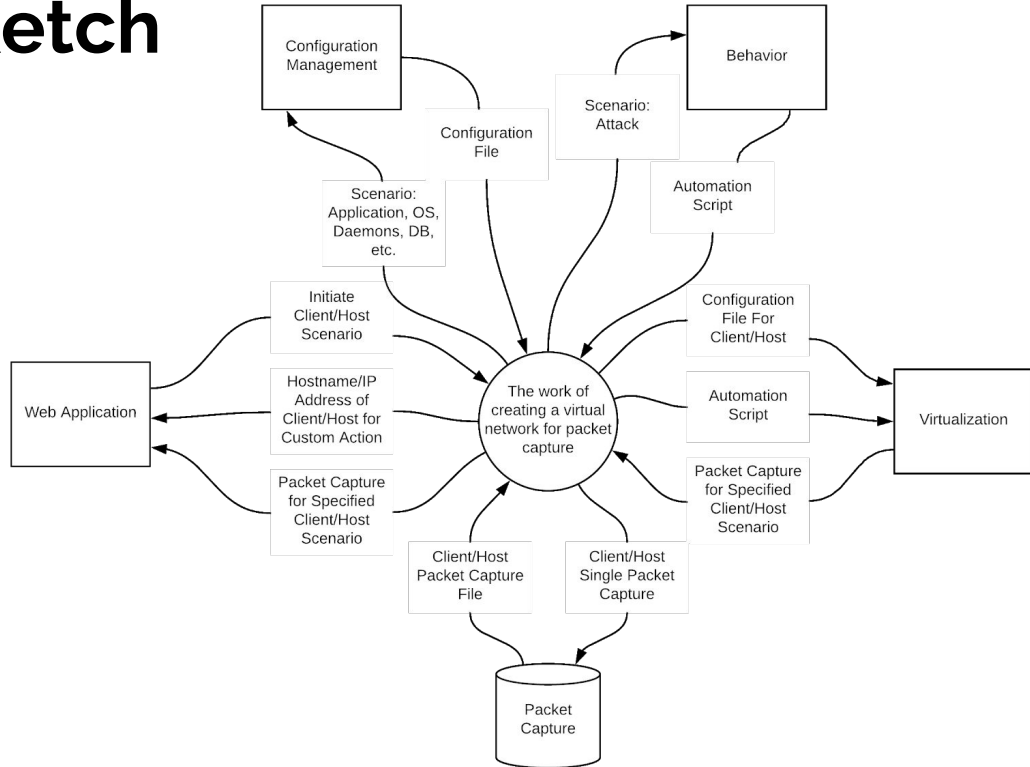 etch
Configuration
Management
Behavior
Scenario:
Attack
Configuration
File
Automation
Script
Scenario:
Application, OS,
Daemons, DB,
etc.
Initiate
Client/Host
Scenario
Configuration
File For
Client/Host
Web Application
Hostname/IP
Address of
Client/Host for
Custom Action
The work of
creating a virtual
network for packet
capture
Automation
Script
Virtualization
Packet Capture
for Specified
Client/Host
Scenario
Packet Capture
for Specified
Client/Host
Scenario
Client/Host
Packet Capture
File
Client/Host
Single Packet
Capture
Packet
Capture